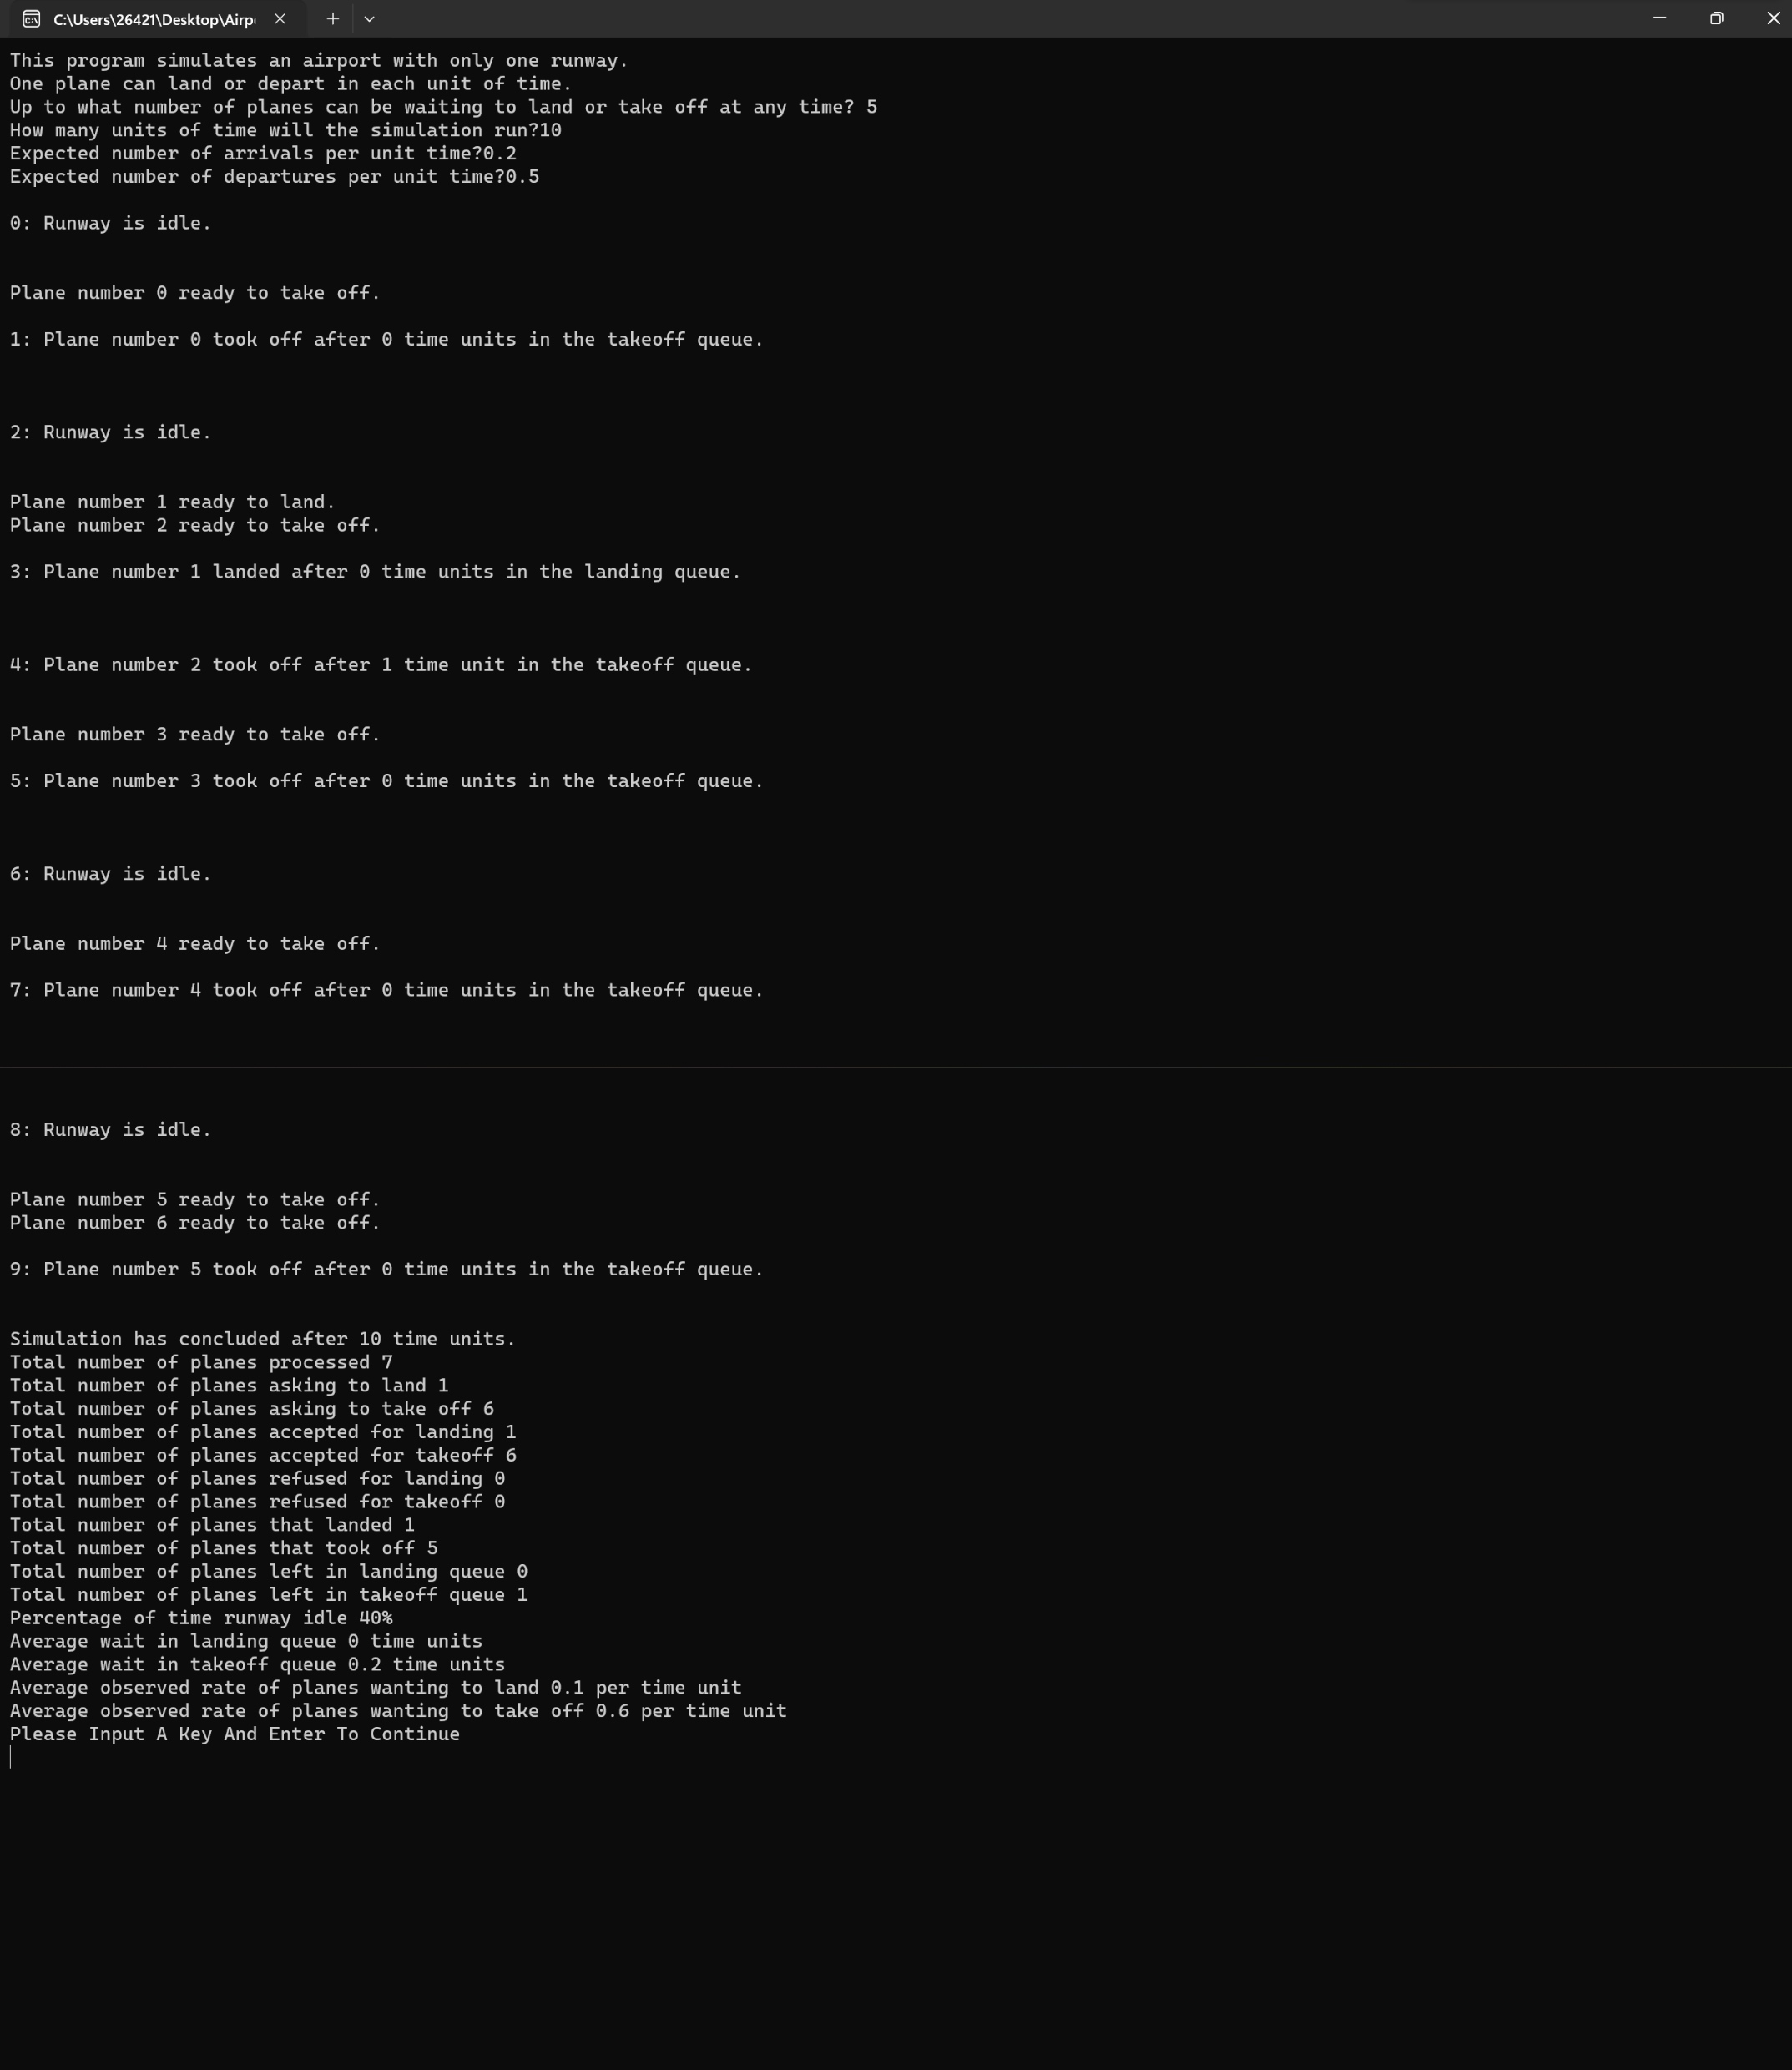 C:\Users\26421\Desktop\Airp
This program simulates an airport with only one runway.
One plane can land or depart in each unit of time.
Up to what number of planes can be waiting to land or take off at any time? 5
How many units of time will the simulation run?10
Expected number of arrivals per unit time?0.2
Expected number of departures per unit time?0.5
0: Runway is idle.
Plane number 0 ready to take off.
1: Plane number 0 took off after 0 time units in the takeoff queue.
2: Runway is idle.
Plane number 1 ready to land.
Plane number 2 ready to take off.
3: Plane number 1 landed after 0 time units in the landing queue.
4: Plane number 2 took off after 1 time unit in the takeoff queue.
Plane number 3 ready to take off.
5: Plane number 3 took off after 0 time units in the takeoff queue.
6: Runway is idle.
Plane number 4 ready to take off.
7: Plane number 4 took off after 0 time units in the takeoff queue.
8: Runway is idle.
Plane number 5 ready to take off.
Plane number 6 ready to take off.
9: Plane number 5 took off after 0 time units in the takeoff queue.
Simulation has concluded after 10 time units.
Total number of planes processed 7
Total number of planes asking to land 1
Total number of planes asking to take off 6
Total number of planes accepted for landing 1
Total number of planes accepted for takeoff 6
Total number of planes refused for landing 0
Total number of planes refused for takeoff 0
Total number of planes that landed 1
Total number of planes that took off 5
Total number of planes left in landing queue 0
Total number of planes left in takeoff queue 1
Percentage of time runway idle 40%
Average wait in landing queue 0 time units
Average wait in takeoff queue 0.2 time units
Average observed rate of planes wanting to land 0.1 per time unit
Average observed rate of planes wanting to take off 0.6 per time unit
Please Input A Key And Enter To Continue